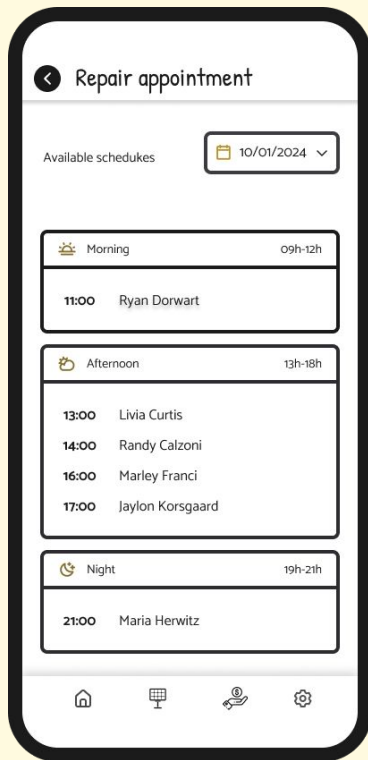 Repair appointment
Available schedukes
10/01/2024
Morning 09h-12h
11:00 Ryan Dorwart
Afternoon 13h-18h
13:00 Livia Curtis
14:00 Randy Calzoni
16:00 Marley Franci
17:00 Jaylon Korsgaard
Night 19h-21h
21:00 Maria Herwitz
$